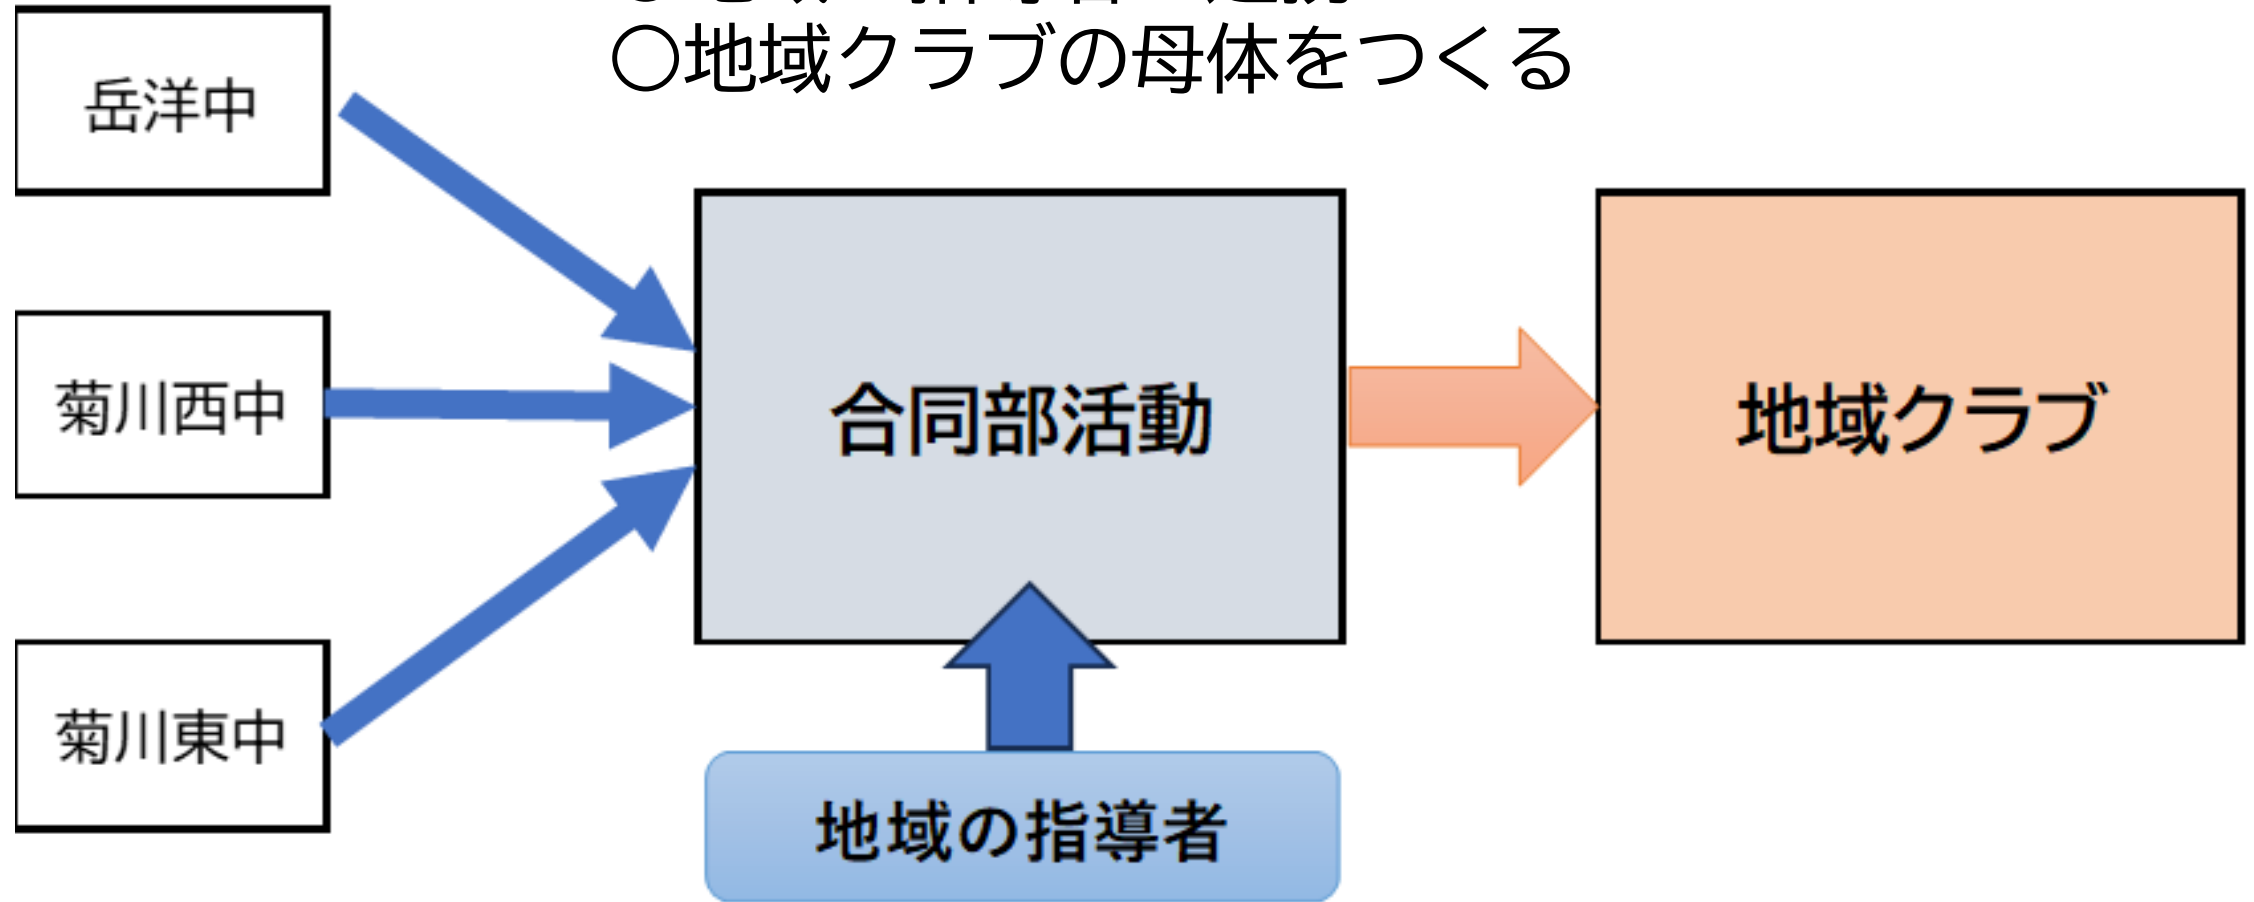 〇地域クラブの母体をつくる
岳洋中
菊川西中
合同部活動
地域クラブ
菊川東中
地域の指導者